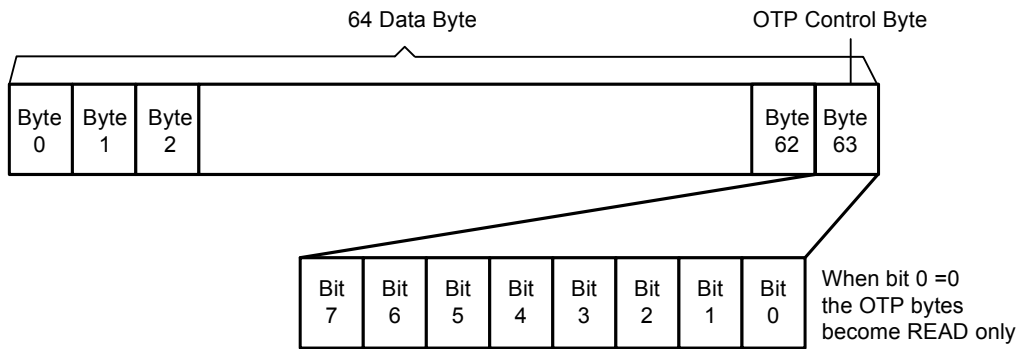 64 Data Byte
OTP Control Byte
Byte 0
Byte 1
Byte 2
Byte 62
Byte 63
Bit 7
Bit 6
Bit 5
Bit 4
Bit 3
Bit 2
Bit 1
Bit 0
When bit 0 =0
the OTP bytes
become READ only